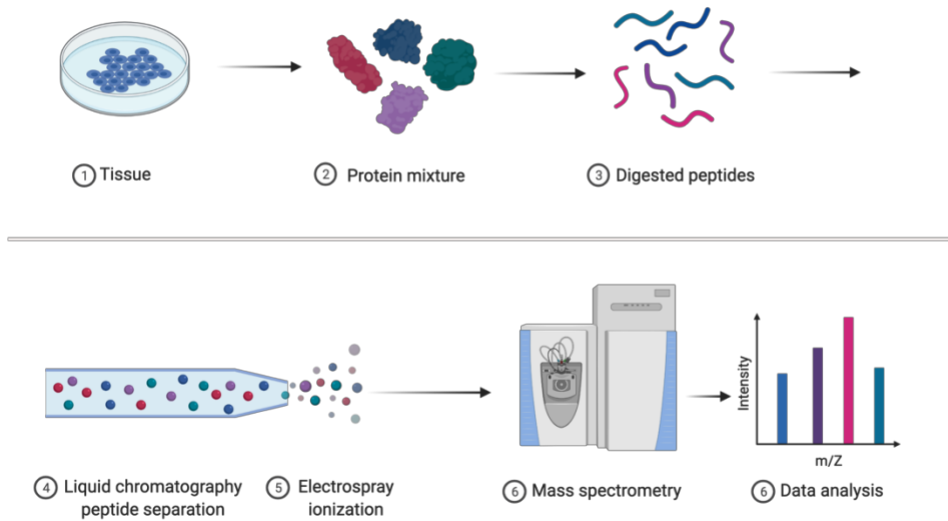 1 Tissue
2 Protein mixture
3 Digested peptides
4 Liquid chromatography
peptide separation
5 Electrospray
ionization
6 Mass spectrometry
Intensity
m/Z
6 Data analysis